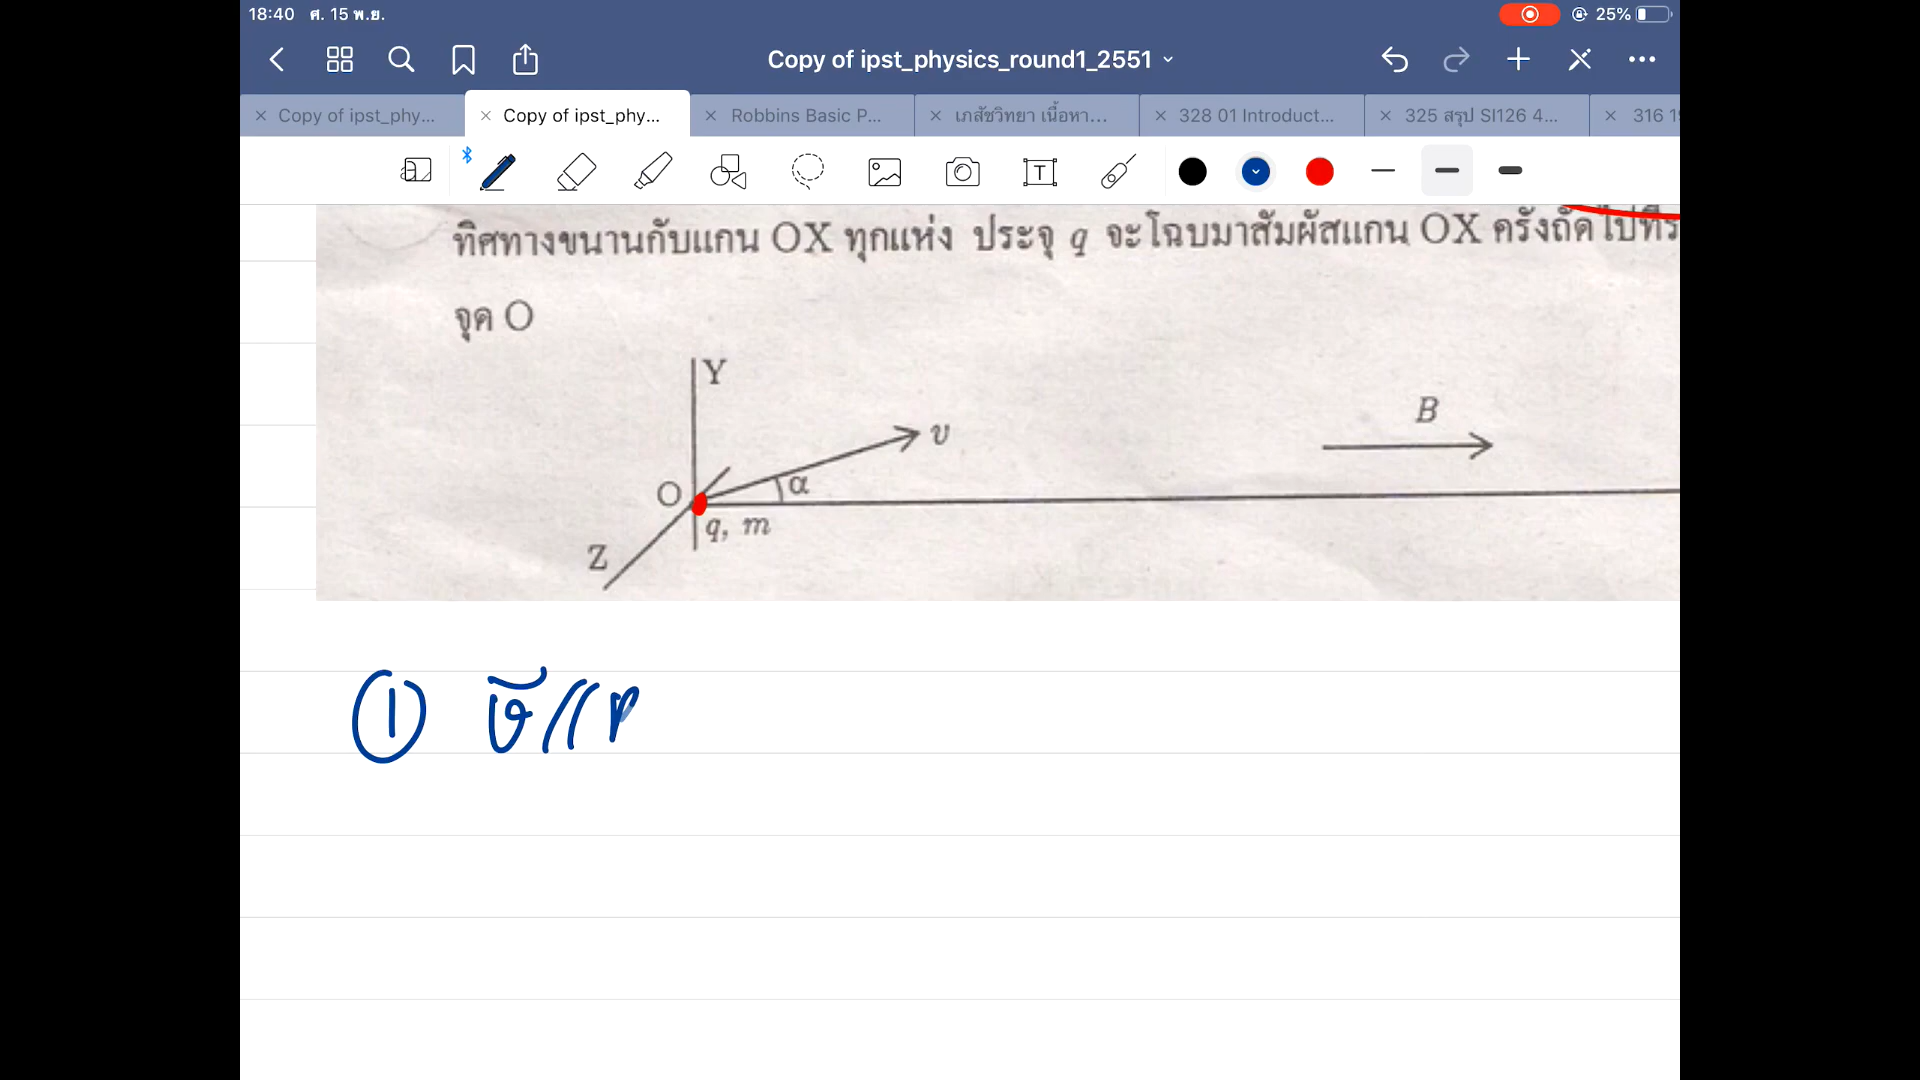 18:40 ศ. 15 พ.ย. 25%
Copy of ipst_physics_round1_2551
Copy of ipst_phy... Copy of ipst_phy... Robbins Basic P... เภสัชวิทยา เนื้อหา... 328 01 Introduct... 325 สรุป SI126 4... 316 19
ทิศทางขนานกับแกน OX ทุกแห่ง ประจุ q จะโฉบมาสัมผัสแกน OX ครั้งถัดไปที่ร
จุด O
Y
B
v
O α
q, m
Z
① v //